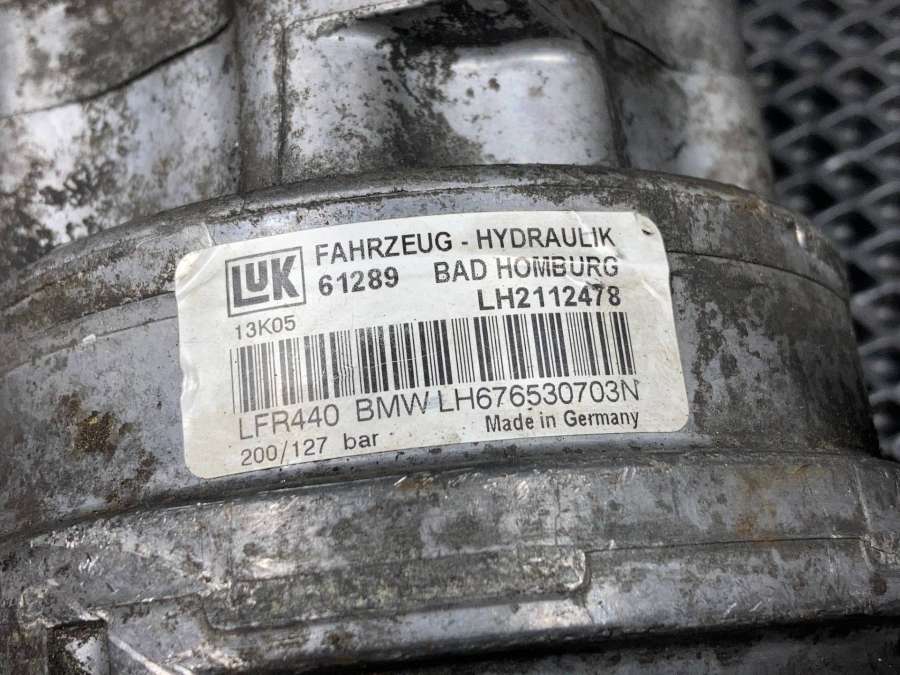 LUK
FAHRZEUG - HYDRAULIK
61289 BAD HOMBURG
LH2112478
13K05
LFR440 BMW LH676530703N
Made in Germany
200/127 bar